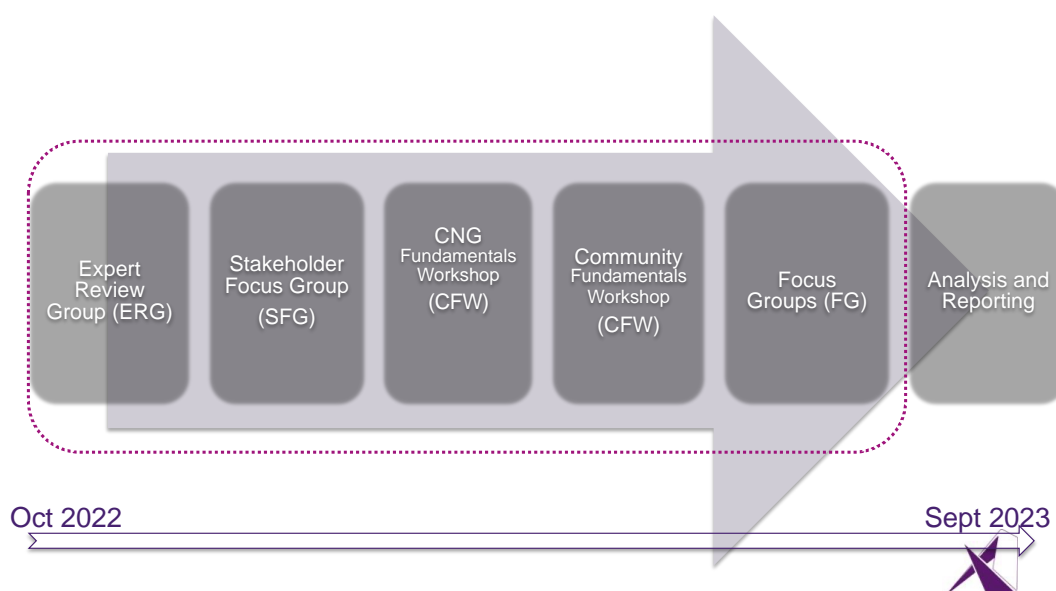 Expert
Review
Group (ERG)
Stakeholder
Focus Group
(SFG)
CNG
Fundamentals
Workshop
(CFW)
Community
Fundamentals
Workshop
(CFW)
Focus
Groups (FG)
Analysis and
Reporting
Oct 2022
Sept 2023